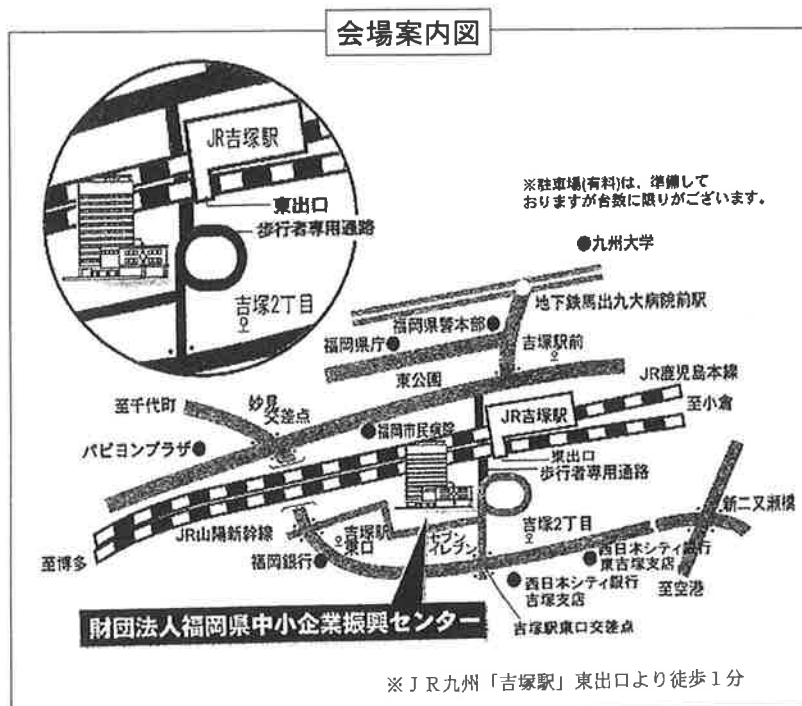 会場案内図
JR吉塚駅
東出口
歩行者専用通路
吉塚2丁目
※駐車場(有料)は、準備して
おりますが台数に限りがございます。
九州大学
地下鉄馬出九大病院前駅
福岡県警本部
福岡県庁
吉塚駅前
東公園
JR鹿児島本線
至千代町
妙見
交差点
至小倉
JR吉塚駅
福岡市民病院
パピヨンプラザ
東出口
歩行者専用通路
新二又瀬橋
JR山陽新幹線
吉塚駅
東口
セブン
イレブン
吉塚2丁目
至博多
福岡銀行
西日本シティ銀行
東吉塚支店
西日本シティ銀行
吉塚支店
至空港
財団法人福岡県中小企業振興センター
吉塚駅東口交差点
※JR九州「吉塚駅」東出口より徒歩1分